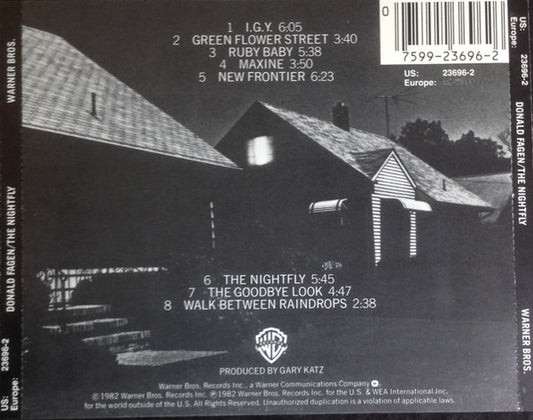 1 I.G.Y. 6:05
2 GREEN FLOWER STREET 3:40
3 RUBY BABY 5:38
4 MAXINE 3:50
5 NEW FRONTIER 6:23
0 7599-23696-2
US: 23696-2
Europe:
6 THE NIGHTFLY 5:45
7 THE GOODBYE LOOK 4:47
8 WALK BETWEEN RAINDROPS 2:38
PRODUCED BY GARY KATZ
Warner Bros. Records Inc., a Warner Communications Company
© 1982 Warner Bros. Records Inc. ℗ 1982 Warner Bros. Records Inc. for the U.S. & WEA International Inc.
for the world outside of the U.S. All Rights Reserved. Unauthorized duplication is a violation of applicable laws.
US: 23696-2
Europe:
DONALD FAGEN/THE NIGHTFLY
WARNER BROS.
US: 23696-2
Europe:
DONALD FAGEN/THE NIGHTFLY
WARNER BROS.